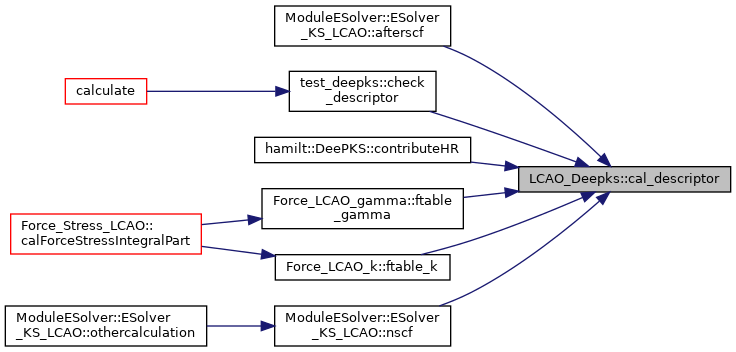 ModuleESolver::ESolver
_KS_LCAO::afterscf
test_deepks::check
_descriptor
calculate
hamilt::DeePKS::contributeHR
LCAO_Deepks::cal_descriptor
Force_LCAO_gamma::ftable
_gamma
Force_Stress_LCAO::
calForceStressIntegralPart
Force_LCAO_k::ftable_k
ModuleESolver::ESolver
_KS_LCAO::othercalculation
ModuleESolver::ESolver
_KS_LCAO::nscf